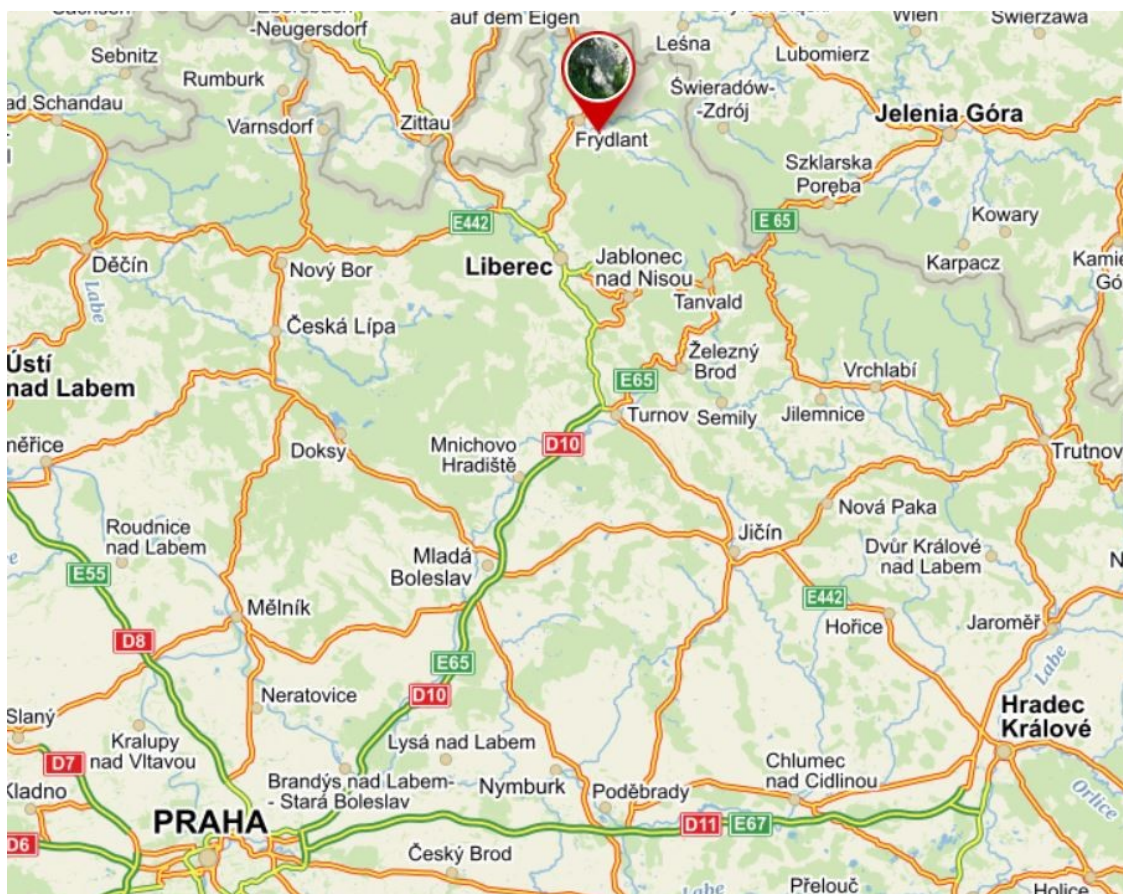 auf dem Eigen
-Neugersdorf
Sebnitz
ad Schandau
Rumburk
Varnsdorf
Zittau
Frydlant
Leśna
Lubomierz
Wień
Świerzawa
Świeradów-
-Zdrój
Jelenia Góra
Szklarska
Poręba
Kowary
Karpacz
Kamie
Gó
E442
E 65
Děčín
Labe
Nový Bor
Liberec
Jablonec
nad Nisou
Tanvald
Česká Lípa
Železný
Brod
Vrchlabí
Ústí
nad Labem
E65
Turnov
Semily
Jilemnice
Trutnov
něřice
Doksy
Mnichovo
Hradiště
D10
Nová Paka
Roudnice
nad Labem
Jičín
Dvůr Králové
nad Labem
N
Mladá
Boleslav
E55
Mělník
E442
Hořice
Jaroměř
D8
E65
Labe
D10
Neratovice
Slaný
Kralupy
nad Vltavou
Lysá nad Labem
Hradec
Králové
D7
Brandýs nad Labem-
- Stará Boleslav
Nymburk
Chlumec
nad Cidlinou
Kladno
Poděbrady
Orlice
PRAHA
D11
E67
D6
Český Brod
Přelouč
Holice